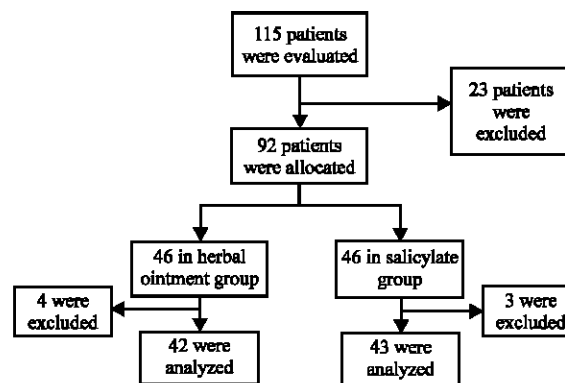 115 patients
were evaluated
23 patients
were
excluded
92 patients
were allocated
46 in herbal
ointment group
46 in salicylate
group
4 were
excluded
3 were
excluded
42 were
analyzed
43 were
analyzed